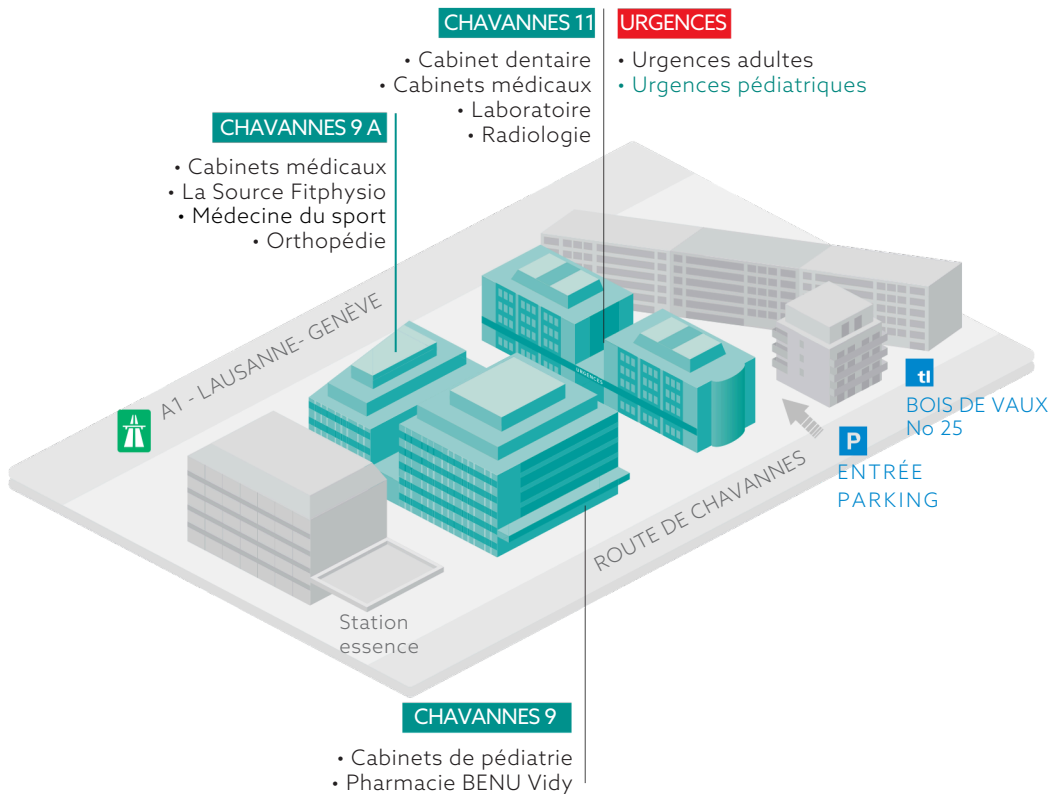 CHAVANNES 11
• Cabinet dentaire
• Cabinets médicaux
• Laboratoire
• Radiologie
URGENCES
• Urgences adultes
• Urgences pédiatriques
CHAVANNES 9 A
• Cabinets médicaux
• La Source Fitphysio
• Médecine du sport
• Orthopédie
A1 - LAUSANNE- GENÈVE
URGENCES
tl
BOIS DE VAUX
No 25
P
ENTRÉE
PARKING
ROUTE DE CHAVANNES
Station
essence
CHAVANNES 9
• Cabinets de pédiatrie
• Pharmacie BENU Vidy